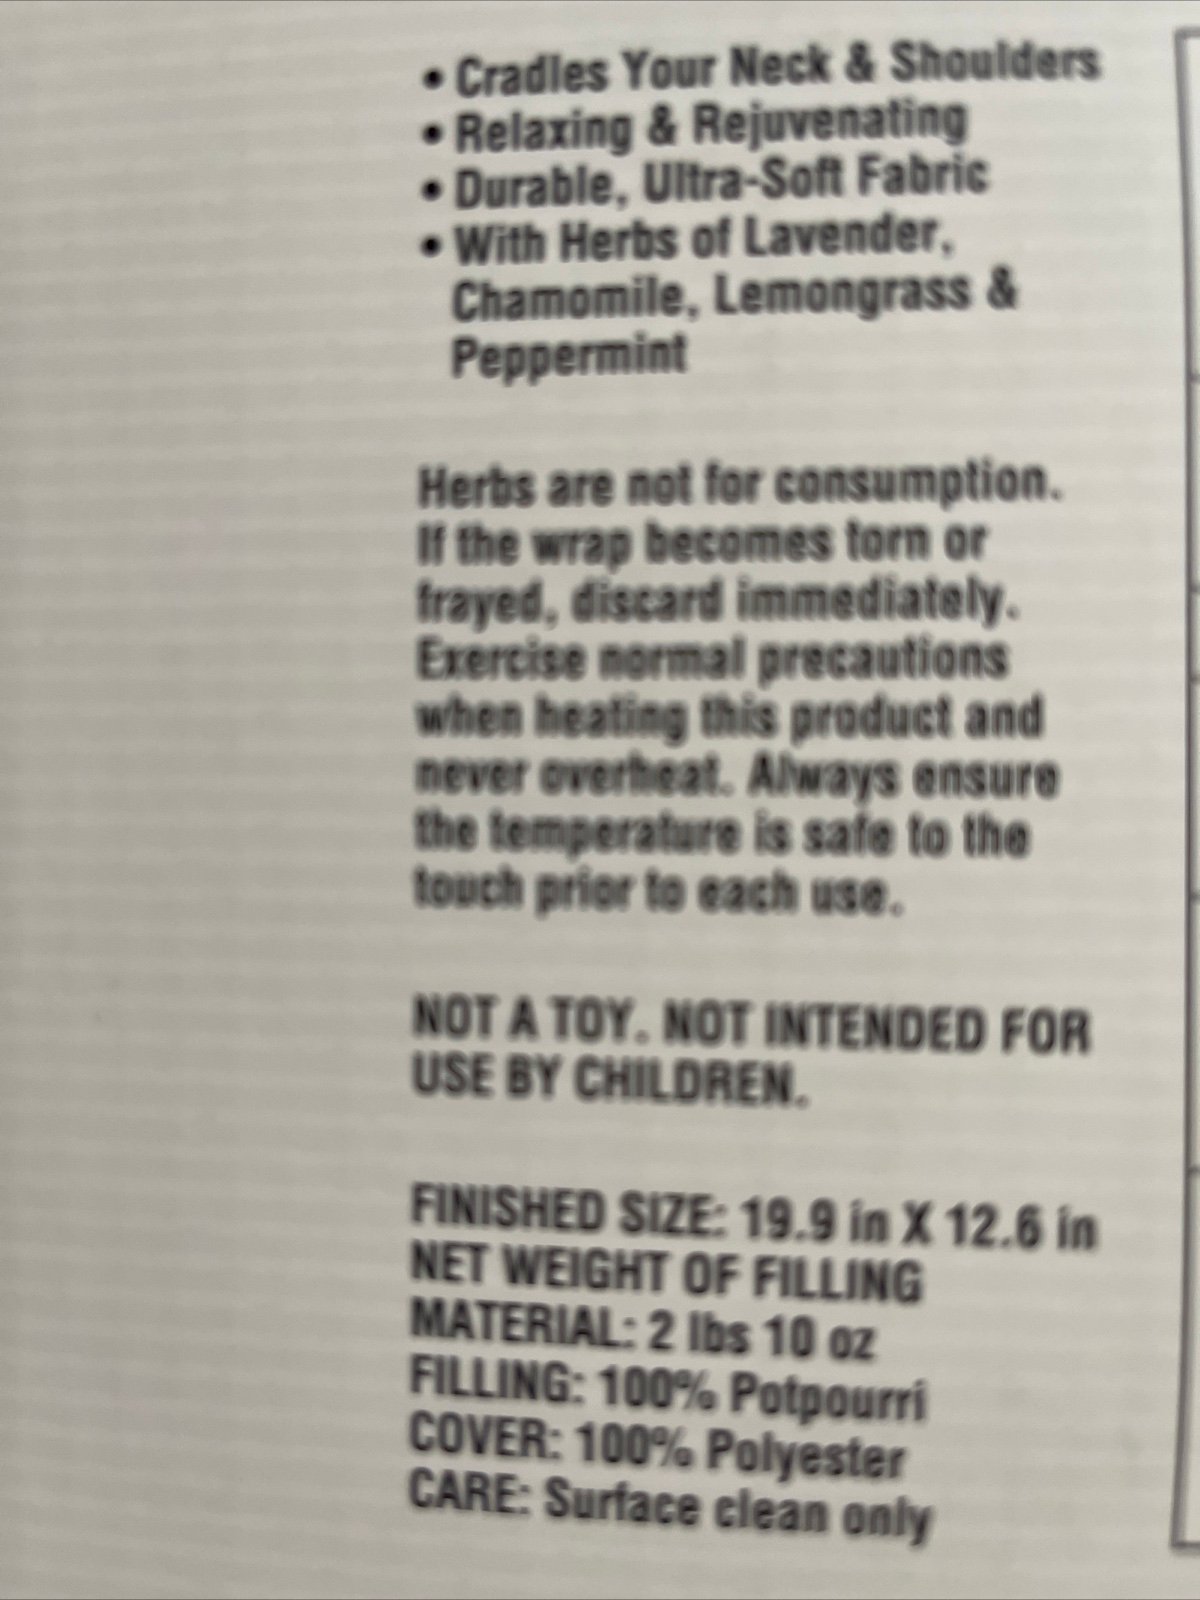 • Cradles Your Neck & Shoulders
• Relaxing & Rejuvenating
• Durable, Ultra-Soft Fabric
• With Herbs of Lavender,
Chamomile, Lemongrass &
Peppermint
Herbs are not for consumption.
If the wrap becomes torn or
frayed, discard immediately.
Exercise normal precautions
when heating this product and
never overheat. Always ensure
the temperature is safe to the
touch prior to each use.
NOT A TOY. NOT INTENDED FOR
USE BY CHILDREN.
FINISHED SIZE: 19.9 in X 12.6 in
NET WEIGHT OF FILLING
MATERIAL: 2 lbs 10 oz
FILLING: 100% Potpourri
COVER: 100% Polyester
CARE: Surface clean only